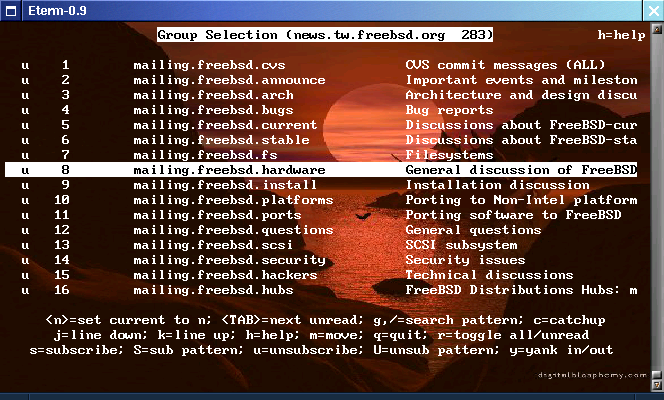 Eterm-0.9
Group Selection (news.tw.freebsd.org 283) h=help
u 1 mailing.freebsd.cvs CVS commit messages (ALL)
u 2 mailing.freebsd.announce Important events and mileston
u 3 mailing.freebsd.arch Architecture and design discu
u 4 mailing.freebsd.bugs Bug reports
u 5 mailing.freebsd.current Discussions about FreeBSD-cur
u 6 mailing.freebsd.stable Discussions about FreeBSD-sta
u 7 mailing.freebsd.fs Filesystems
u 8 mailing.freebsd.hardware General discussion of FreeBSD
u 9 mailing.freebsd.install Installation discussion
u 10 mailing.freebsd.platforms Porting to Non-Intel platform
u 11 mailing.freebsd.ports Porting software to FreeBSD
u 12 mailing.freebsd.questions General questions
u 13 mailing.freebsd.scsi SCSI subsystem
u 14 mailing.freebsd.security Security issues
u 15 mailing.freebsd.hackers Technical discussions
u 16 mailing.freebsd.hubs FreeBSD Distributions Hubs: m
<n>=set current to n; <TAB>=next unread; g,/=search pattern; c=catchup
j=line down; k=line up; h=help; m=move; q=quit; r=toggle all/unread
s=subscribe; S=sub pattern; u=unsubscribe; U=unsub pattern; y=yank in/out
digitalblasphemy.com